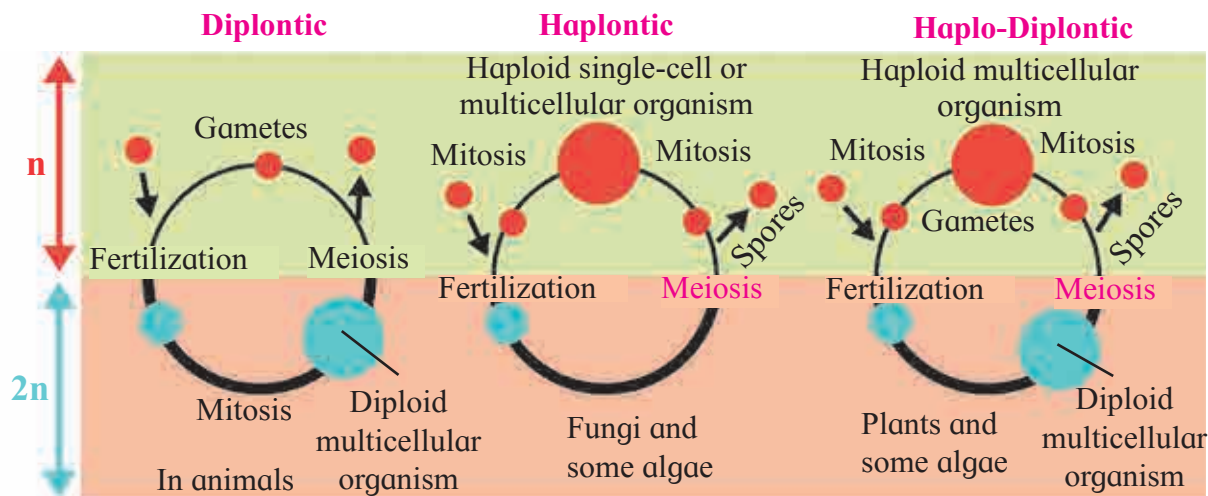 Diplontic
Haplontic
Haplo-Diplontic
n
2n
Gametes
Fertilization
Meiosis
Mitosis
Diploid
multicellular
organism
In animals
Haploid single-cell or
multicellular organism
Mitosis
Mitosis
Spores
Fertilization
Meiosis
Fungi and
some algae
Haploid multicellular
organism
Mitosis
Mitosis
Gametes
Spores
Fertilization
Meiosis
Plants and
some algae
Diploid
multicellular
organism